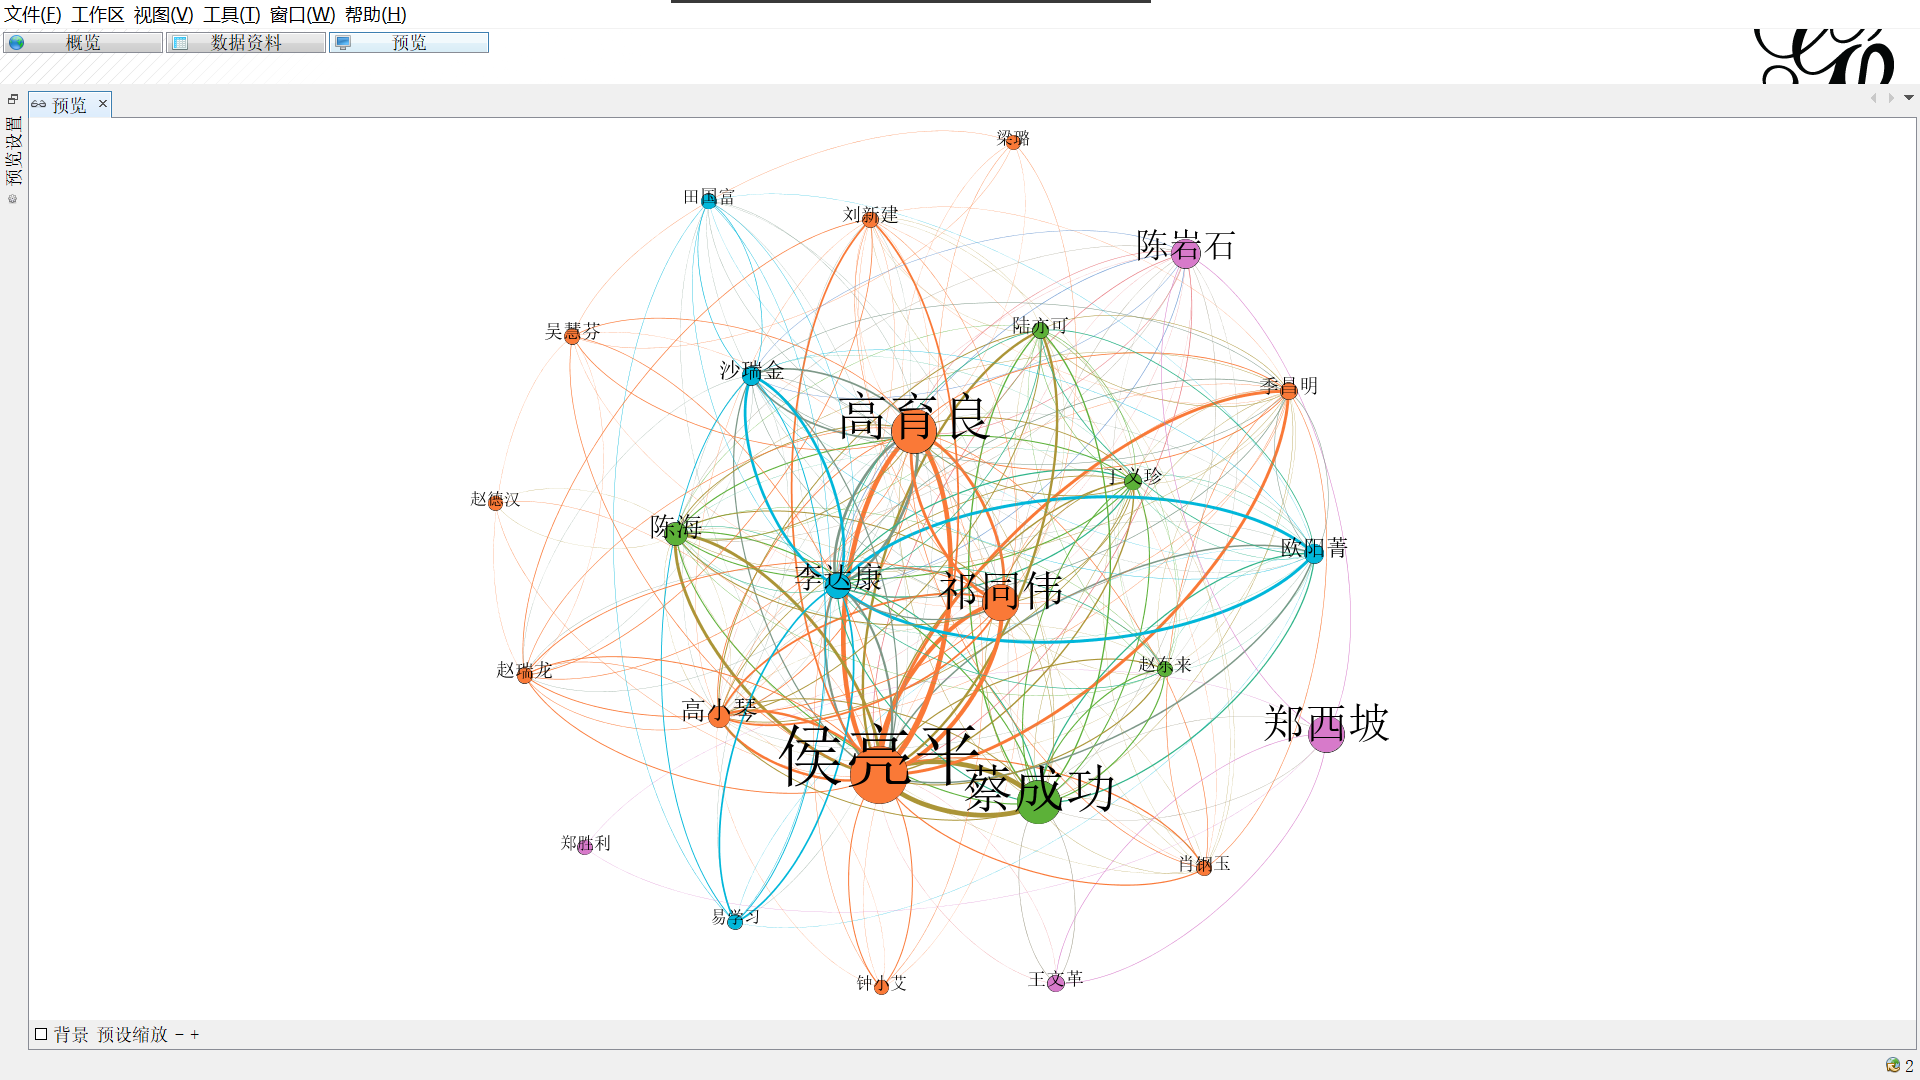 文件(F) 工作区 视图(V) 工具(T) 窗口(W) 帮助(H)
概览 数据资料 预览
预览
预览设置
梁璐
田国富
刘新建
陈岩石
陆亦可
吴慧芬
沙瑞金
季昌明
高育良
丁义珍
赵德汉
陈海
欧阳菁
李达康
祁同伟
赵东来
赵瑞龙
高小琴
郑西坡
侯亮平
蔡成功
郑胜利
肖钢玉
易学习
钟小艾
王文革
背景 预设缩放 - +
2